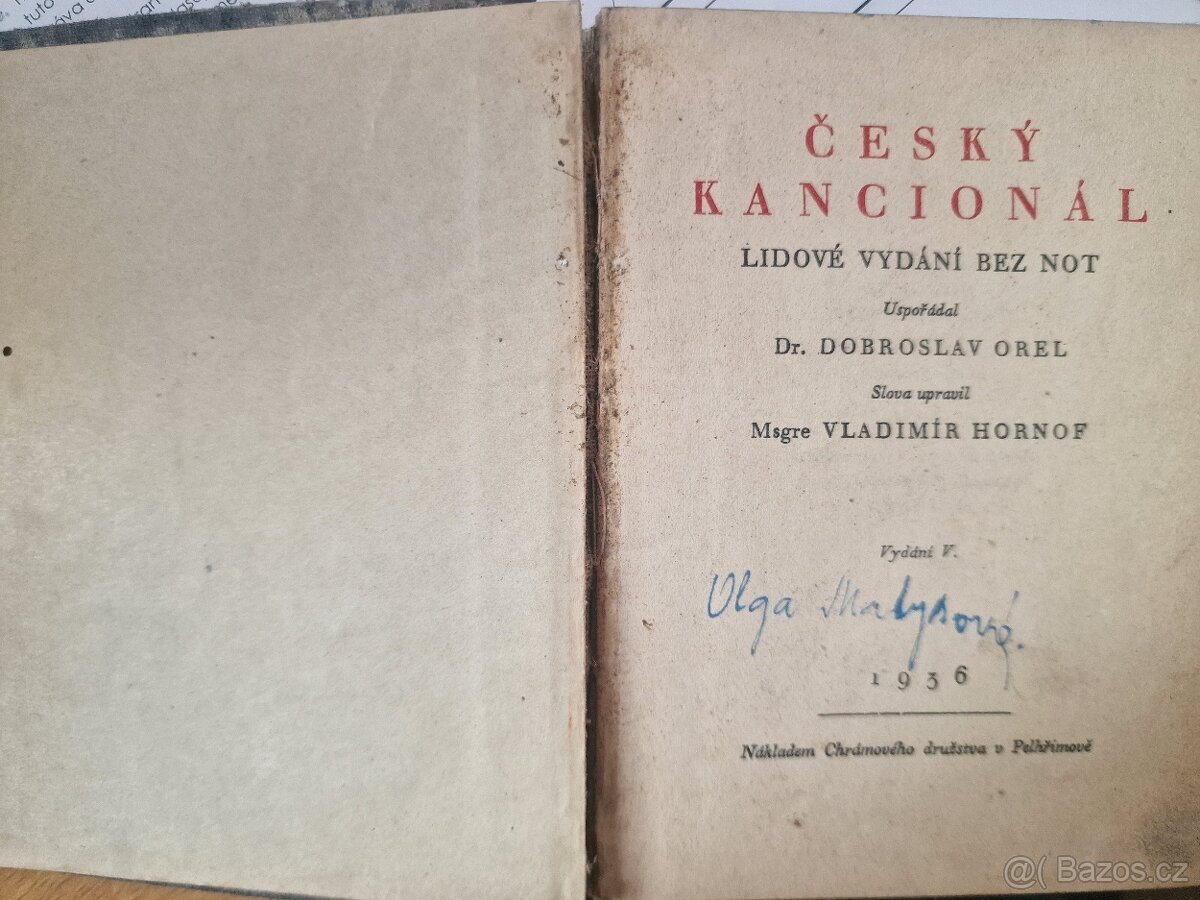 ČESKÝ
KANCIONÁL
LIDOVÉ VYDÁNÍ BEZ NOT
Uspořádal
Dr. DOBROSLAV OREL
Slova upravil
Msgre VLADIMÍR HORNOF
Vydání V.
Olga Malysová.
1936
Nákladem Chrámového družstva v Pelhřimově
Bazos.cz